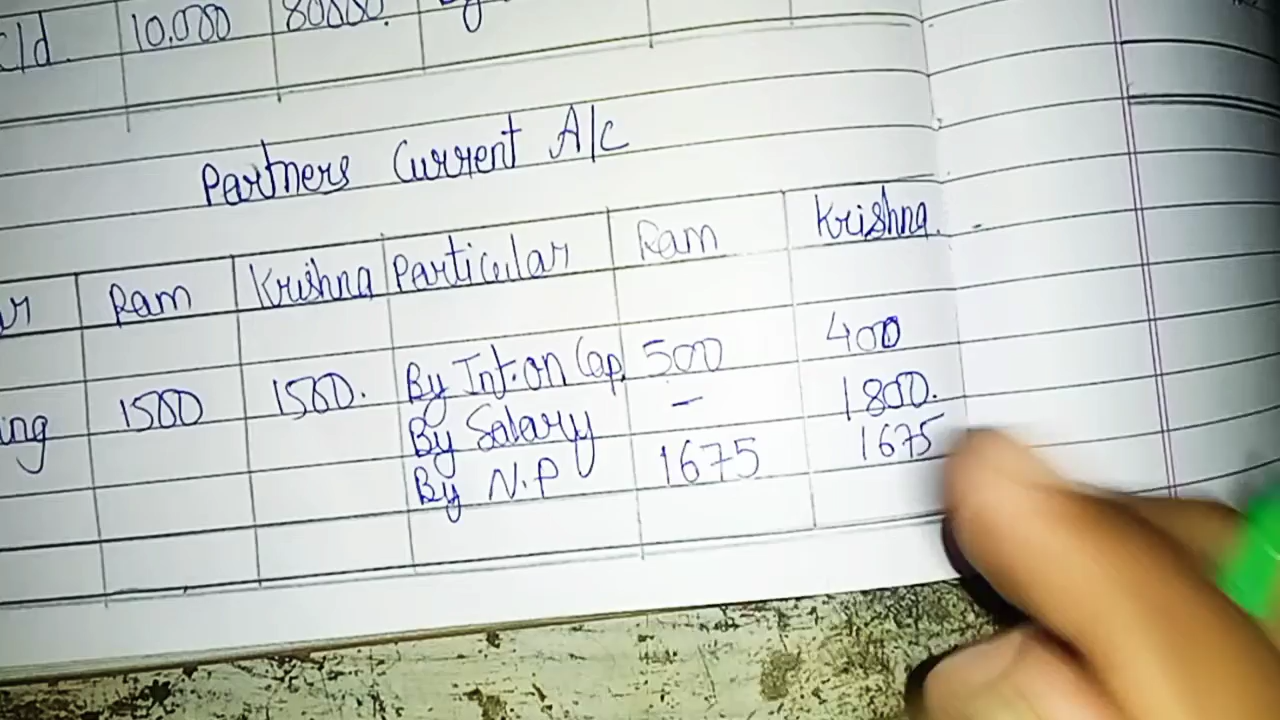 c/d 10,000 80000.
Partners Current A/c
Ram Krishna Particular Ram Krishna.
By Int. on Cap. 500 400
ing 1500 1500. By Salary - 1800.
By N.P 1675 1675